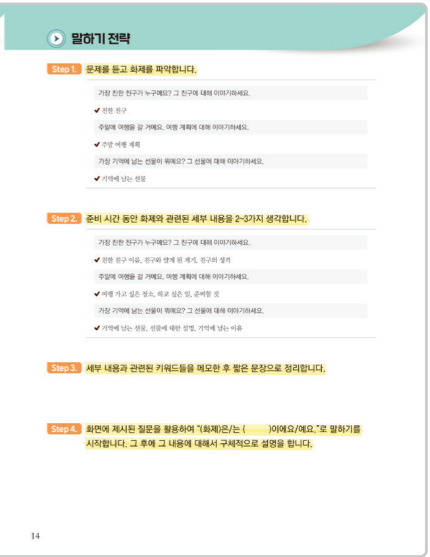 말하기 전략
Step 1. 문제를 듣고 화제를 파악합니다.
가장 친한 친구가 누구예요? 그 친구에 대해 이야기하세요.
✔ 친한 친구
주말에 여행을 갈 거예요. 여행 계획에 대해 이야기하세요.
✔ 주말 여행 계획
가장 기억에 남는 선물이 뭐예요? 그 선물에 대해 이야기하세요.
✔ 기억에 남는 선물
Step 2. 준비 시간 동안 화제와 관련된 세부 내용을 2~3가지 생각합니다.
가장 친한 친구가 누구예요? 그 친구에 대해 이야기하세요.
✔ 친한 친구 이름, 친구와 알게 된 계기, 친구의 성격
주말에 여행을 갈 거예요. 여행 계획에 대해 이야기하세요.
✔ 여행 가고 싶은 장소, 하고 싶은 일, 준비할 것
가장 기억에 남는 선물이 뭐예요? 그 선물에 대해 이야기하세요.
✔ 기억에 남는 선물, 선물에 대한 설명, 기억에 남는 이유
Step 3. 세부 내용과 관련된 키워드들을 메모한 후 짧은 문장으로 정리합니다.
Step 4. 화면에 제시된 질문을 활용하여 "(화제)은/는 (      )이에요/예요."로 말하기를
시작합니다. 그 후에 그 내용에 대해서 구체적으로 설명을 합니다.
14